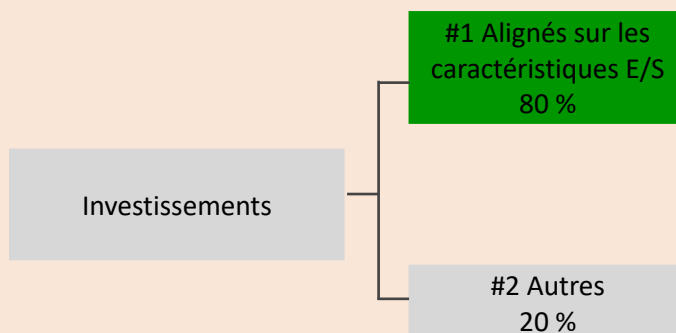 #1 Alignés sur les
caractéristiques E/S
80 %
Investissements
#2 Autres
20 %